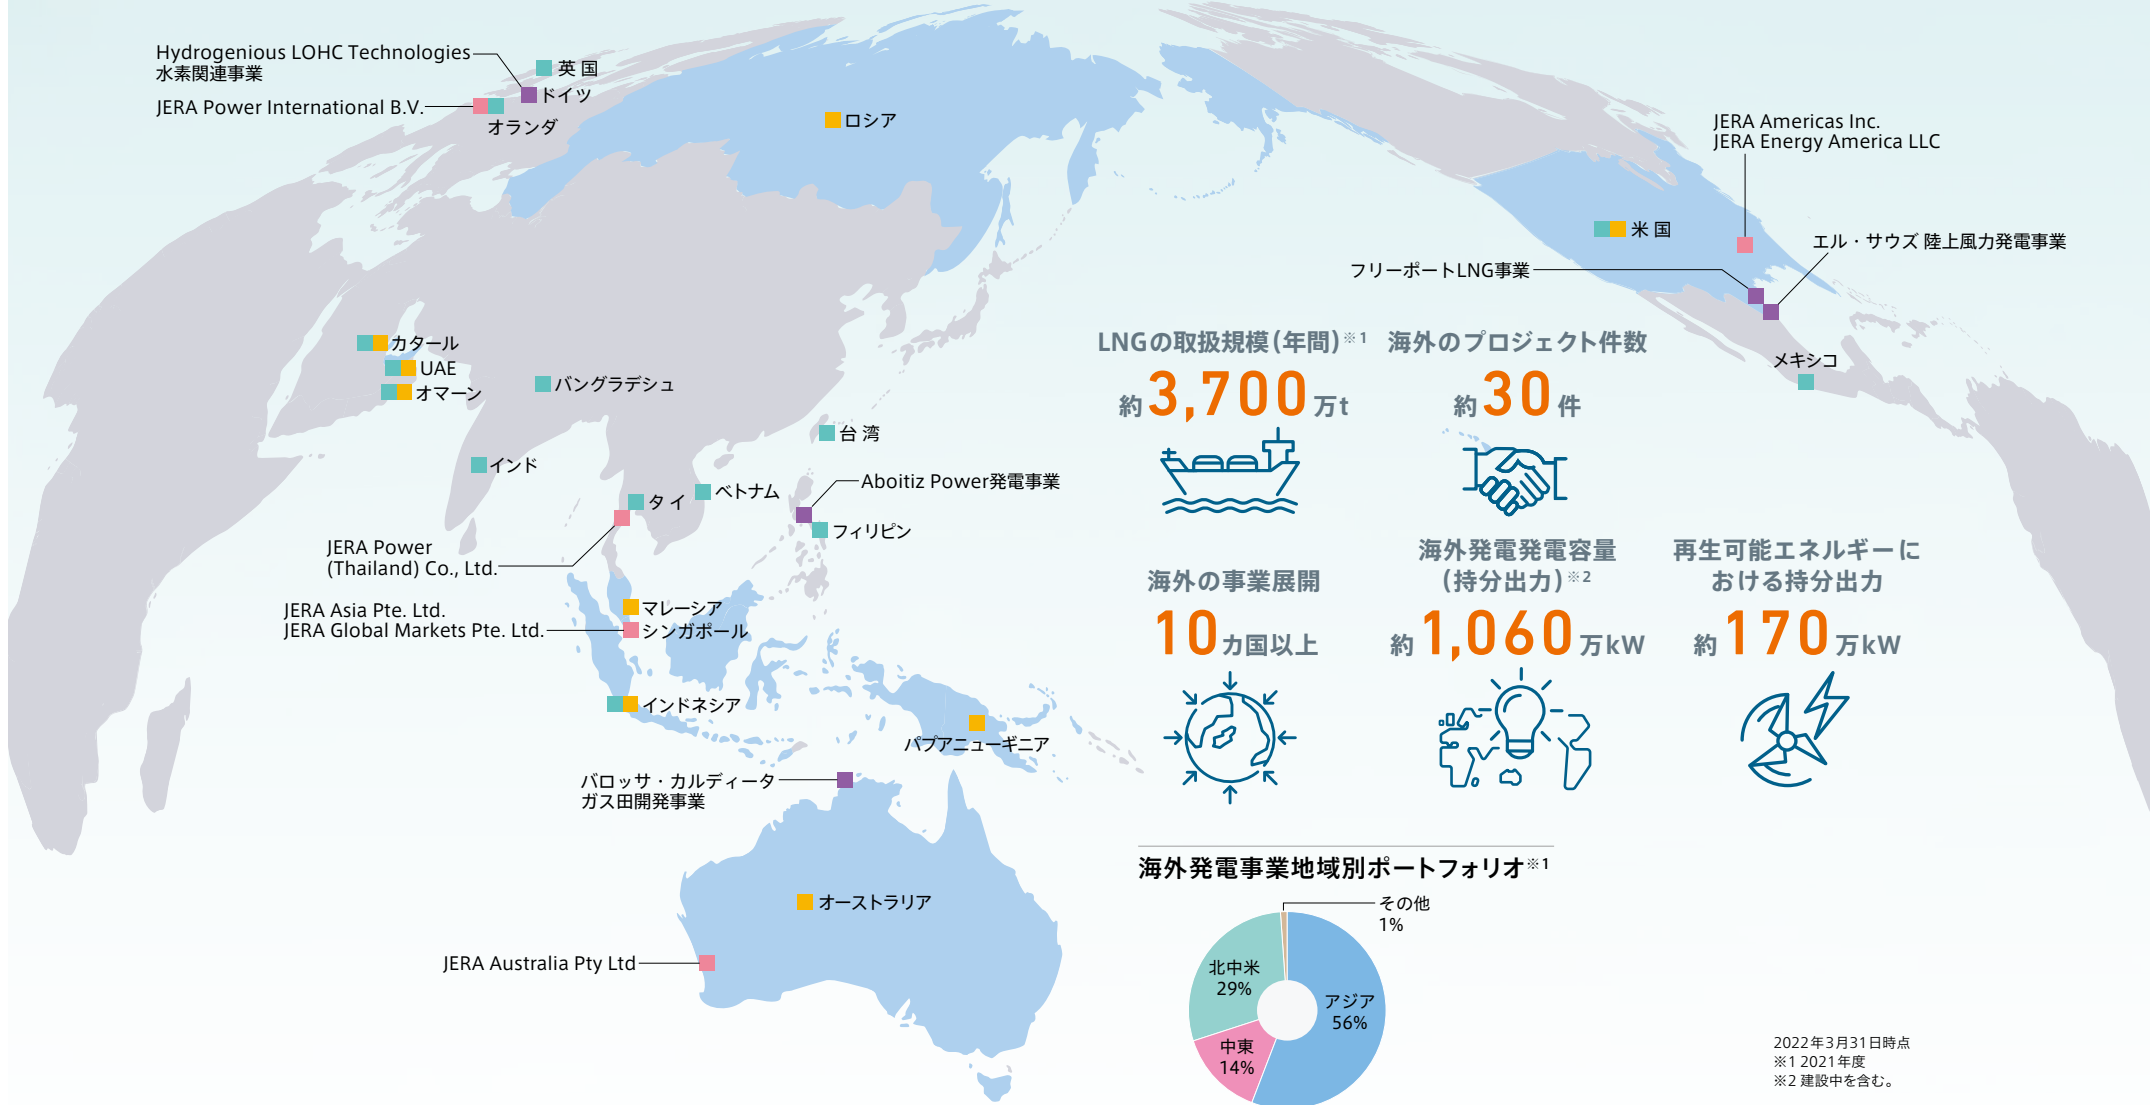 Hydrogenious LOHC Technologies
水素関連事業
JERA Power International B.V.
英 国
ドイツ
オランダ
ロシア
JERA Americas Inc.
JERA Energy America LLC
米 国
エル・サウズ 陸上風力発電事業
フリーポートLNG事業
メキシコ
カタール
UAE
オマーン
バングラデシュ
インド
台 湾
タ イ
ベトナム
Aboitiz Power発電事業
フィリピン
JERA Power
(Thailand) Co., Ltd.
JERA Asia Pte. Ltd.
JERA Global Markets Pte. Ltd.
マレーシア
シンガポール
インドネシア
パプアニューギニア
バロッサ・カルディータ
ガス田開発事業
オーストラリア
JERA Australia Pty Ltd
LNGの取扱規模(年間)※1
約3,700万t
海外のプロジェクト件数
約30件
海外の事業展開
10カ国以上
海外発電発電容量
(持分出力)※2
約1,060万kW
再生可能エネルギーに
おける持分出力
約170万kW
海外発電事業地域別ポートフォリオ※1
その他
1%
北中米
29%
アジア
56%
中東
14%
2022年3月31日時点
※1 2021年度
※2 建設中を含む。